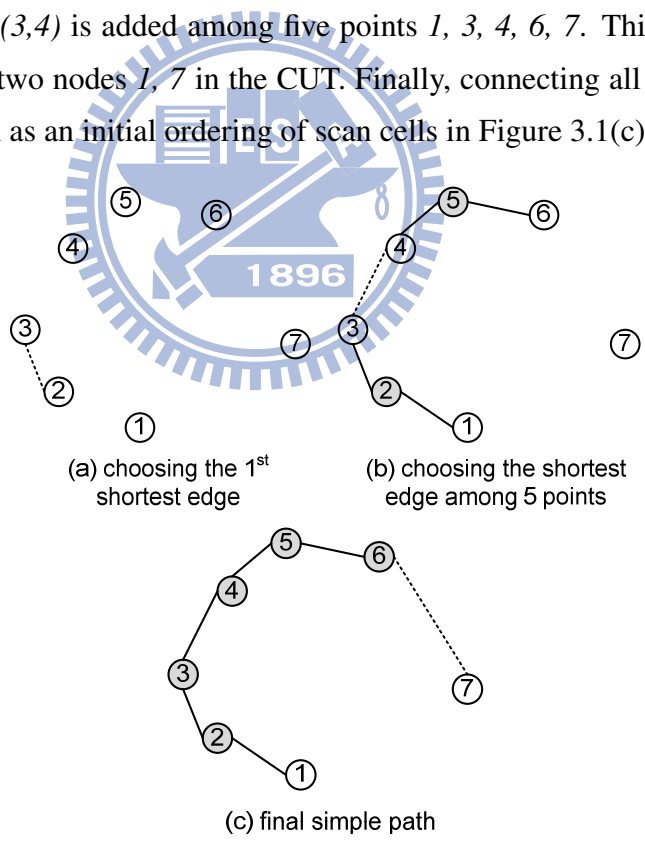 (3,4) is added among five points 1, 3, 4, 6, 7. Thi
two nodes 1, 7 in the CUT. Finally, connecting all
as an initial ordering of scan cells in Figure 3.1(c)
E S
1896
5
6
4
3
7
2
1
(a) choosing the 1st
shortest edge
5
6
4
3
7
2
1
(b) choosing the shortest
edge among 5 points
5
6
4
3
7
2
1
(c) final simple path